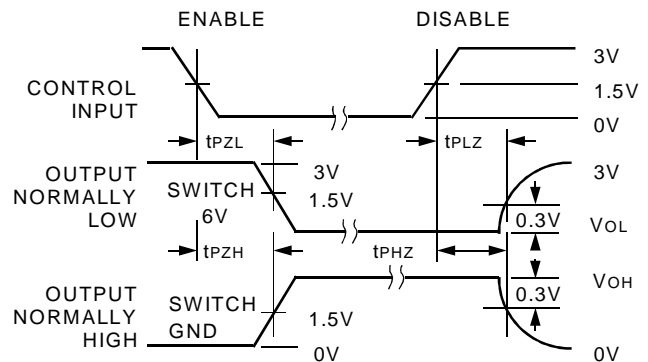 ENABLE DISABLE
3V
CONTROL INPUT
1.5V
0V
tPZL tPLZ
OUTPUT NORMALLY LOW
3V
3V
SWITCH 6V
1.5V
0.3V
VOL
tPZH tPHZ
OUTPUT NORMALLY HIGH
SWITCH GND
VOH
0.3V
1.5V
0V
0V